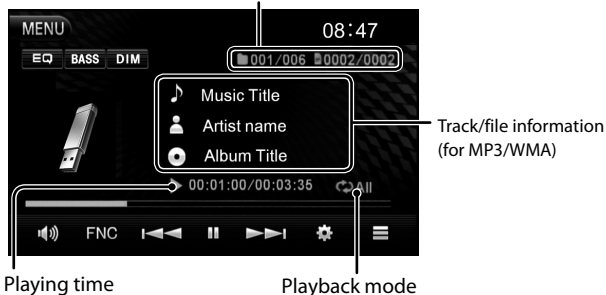 MENU
08:47
EQ BASS DIM
001/006 0002/0002
Music Title
Artist name
Album Title
Track/file information
(for MP3/WMA)
00:01:00/00:03:35
All
FNC
Playing time
Playback mode